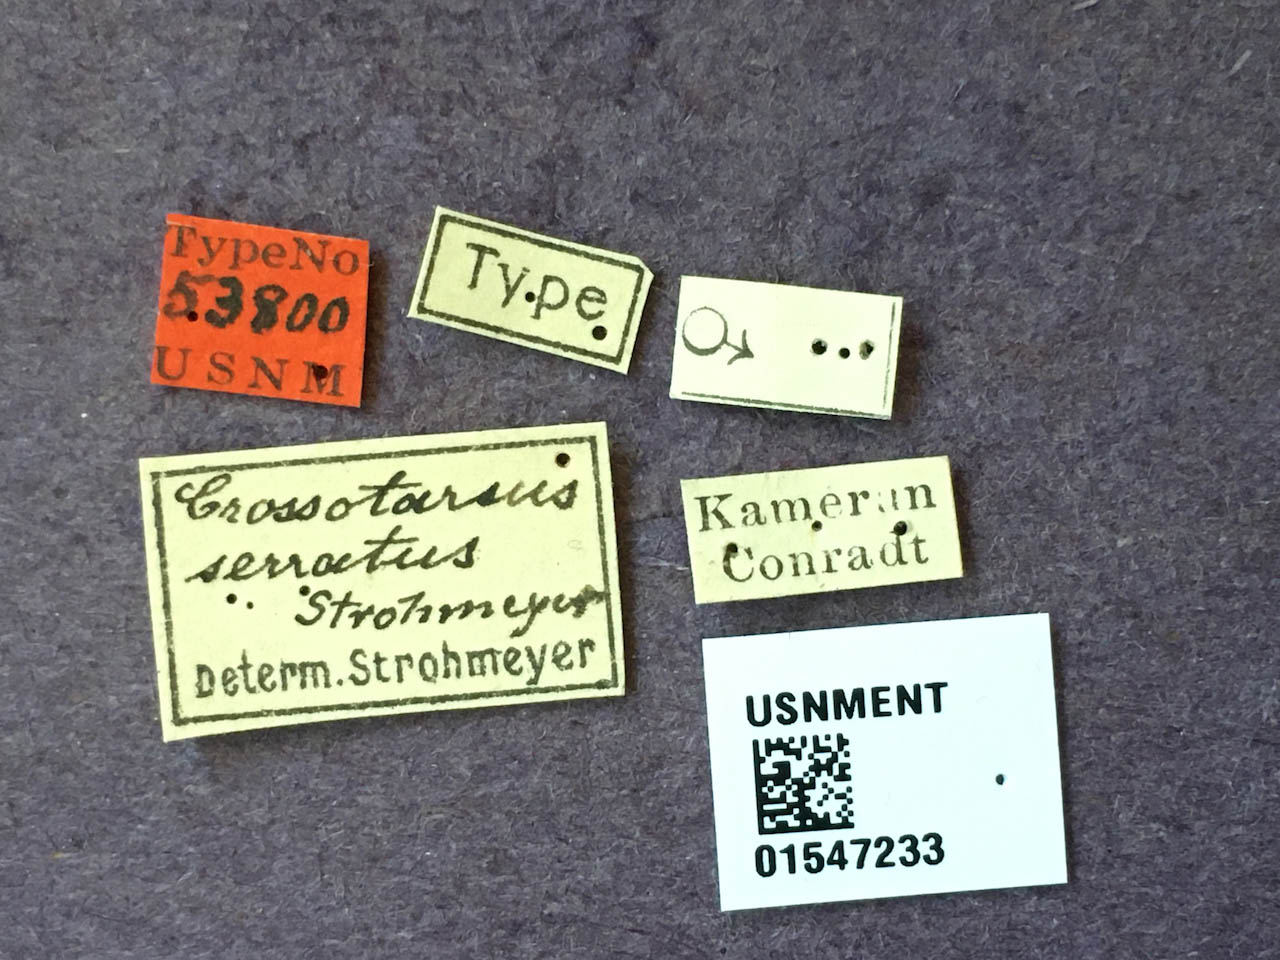 TypeNo
53800
USNM
Type
♂
Crossotarsus
serratus
Strohmeyer
Determ. Strohmeyer
Kamerun
Conradt
USNMENT
01547233